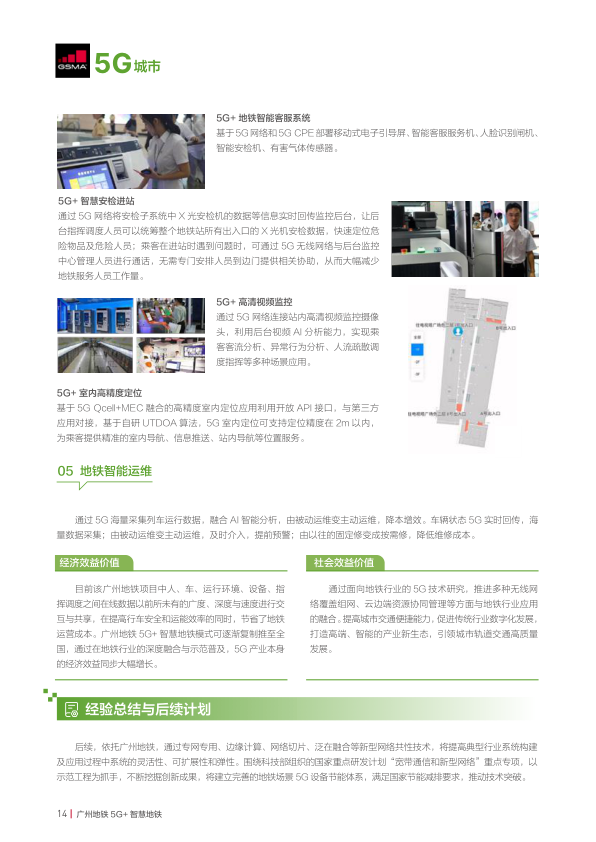 GSMA
5G城市
5G+ 地铁智能客服系统
基于 5G 网络和 5G CPE 部署移动式电子引导屏、智能客服服务机、人脸识别闸机、
智能安检机、有害气体传感器。
5G+ 智慧安检进站
通过 5G 网络将安检子系统中 X 光安检机的数据等信息实时回传监控后台，让后
台指挥调度人员可以统筹整个地铁站所有出入口的 X 光机安检数据，快速定位危
险物品及危险人员；乘客在进站时遇到问题时，可通过 5G 无线网络与后台监控
中心管理人员进行通话，无需专门安排人员到边门提供相关协助，从而大幅减少
地铁服务人员工作量。
5G+ 高清视频监控
通过 5G 网络连接站内高清视频监控摄像
头，利用后台视频 AI 分析能力，实现乘
客客流分析、异常行为分析、人流疏散调
度指挥等多种场景应用。
5G+ 室内高精度定位
基于 5G Qcell+MEC 融合的高精度室内定位应用利用开放 API 接口，与第三方
应用对接，基于自研 UTDOA 算法，5G 室内定位可支持定位精度在 2m 以内，
为乘客提供精准的室内导航、信息推送、站内导航等位置服务。
05 地铁智能运维
通过 5G 海量采集列车运行数据，融合 AI 智能分析，由被动运维变主动运维，降本增效。车辆状态 5G 实时回传，海
量数据采集；由被动运维变主动运维，及时介入，提前预警；由以往的固定修变成按需修，降低维修成本。
经济效益价值
目前该广州地铁项目中人、车、运行环境、设备、指
挥调度之间在线数据以前所未有的广度、深度与速度进行交
互与共享，在提高行车安全和运能效率的同时，节省了地铁
运营成本。广州地铁 5G+ 智慧地铁模式可逐渐复制推至全
国，通过在地铁行业的深度融合与示范普及，5G 产业本身
的经济效益同步大幅增长。
社会效益价值
通过面向地铁行业的 5G 技术研究，推进多种无线网
络覆盖组网、云边端资源协同管理等方面与地铁行业应用
的融合。提高城市交通便捷能力，促进传统行业数字化发展，
打造高端、智能的产业新生态，引领城市轨道交通高质量
发展。
经验总结与后续计划
后续，依托广州地铁，通过专网专用、边缘计算、网络切片、泛在融合等新型网络共性技术，将提高典型行业系统构建
及应用过程中系统的灵活性、可扩展性和弹性。围绕科技部组织的国家重点研发计划“宽带通信和新型网络”重点专项，以
示范工程为抓手，不断挖掘创新成果，将建立完善的地铁场景 5G 设备节能体系，满足国家节能减排要求，推动技术突破。
14 | 广州地铁 5G+ 智慧地铁